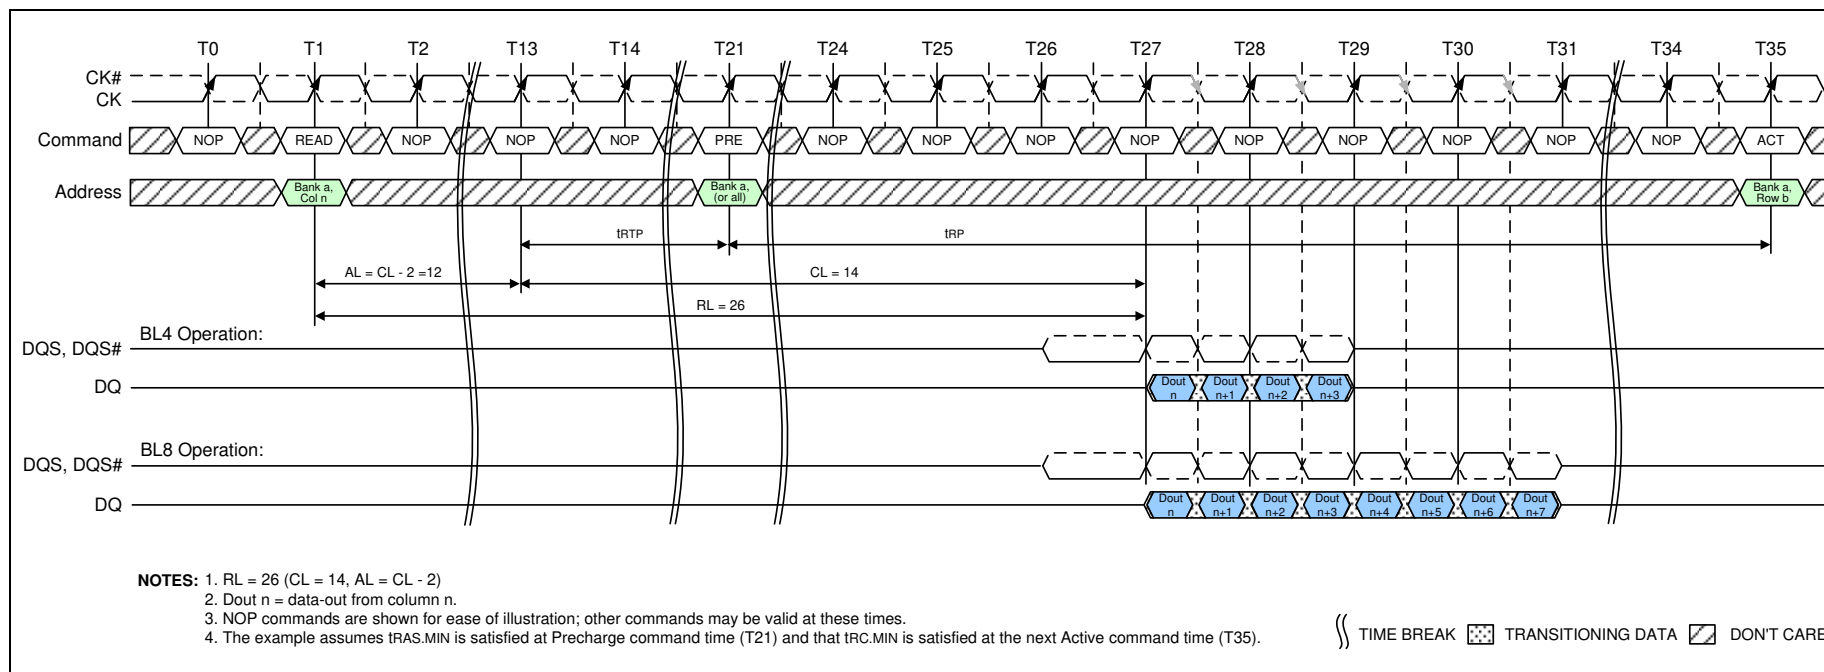 T0 T1 T2 T13 T14 T21 T24 T25 T26 T27 T28 T29 T30 T31 T34 T35
CK#
CK
Command NOP READ NOP NOP NOP PRE NOP NOP NOP NOP NOP NOP NOP NOP NOP ACT
Address Bank a, Col n Bank a, (or all) Bank a, Row b
tRTP tRP
AL = CL - 2 =12 CL = 14
RL = 26
BL4 Operation:
DQS, DQS#
DQ Dout n Dout n+1 Dout n+2 Dout n+3
BL8 Operation:
DQS, DQS#
DQ Dout n Dout n+1 Dout n+2 Dout n+3 Dout n+4 Dout n+5 Dout n+6 Dout n+7
NOTES: 1. RL = 26 (CL = 14, AL = CL - 2)
2. Dout n = data-out from column n.
3. NOP commands are shown for ease of illustration; other commands may be valid at these times.
4. The example assumes tRAS.MIN is satisfied at Precharge command time (T21) and that tRC.MIN is satisfied at the next Active command time (T35).
TIME BREAK TRANSITIONING DATA DON'T CARE